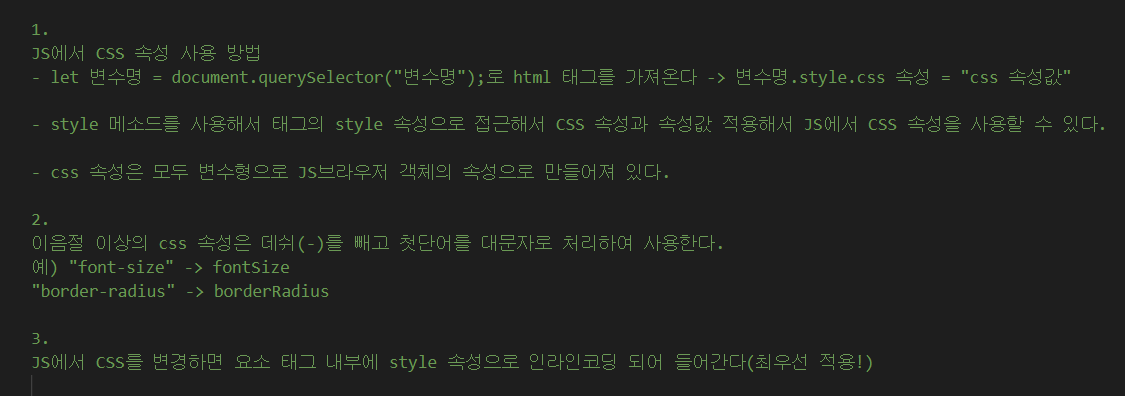 1.
JS에서 CSS 속성 사용 방법
- let 변수명 = document.querySelector("변수명");로 html 태그를 가져온다 -> 변수명.style.css 속성 = "css 속성값"
- style 메소드를 사용해서 태그의 style 속성으로 접근해서 CSS 속성과 속성값 적용해서 JS에서 CSS 속성을 사용할 수 있다.
- css 속성은 모두 변수형으로 JS브라우저 객체의 속성으로 만들어져 있다.
2.
이음절 이상의 css 속성은 데쉬(-)를 빼고 첫단어를 대문자로 처리하여 사용한다.
예) "font-size" -> fontSize
"border-radius" -> borderRadius
3.
JS에서 CSS를 변경하면 요소 태그 내부에 style 속성으로 인라인코딩 되어 들어간다(최우선 적용!)